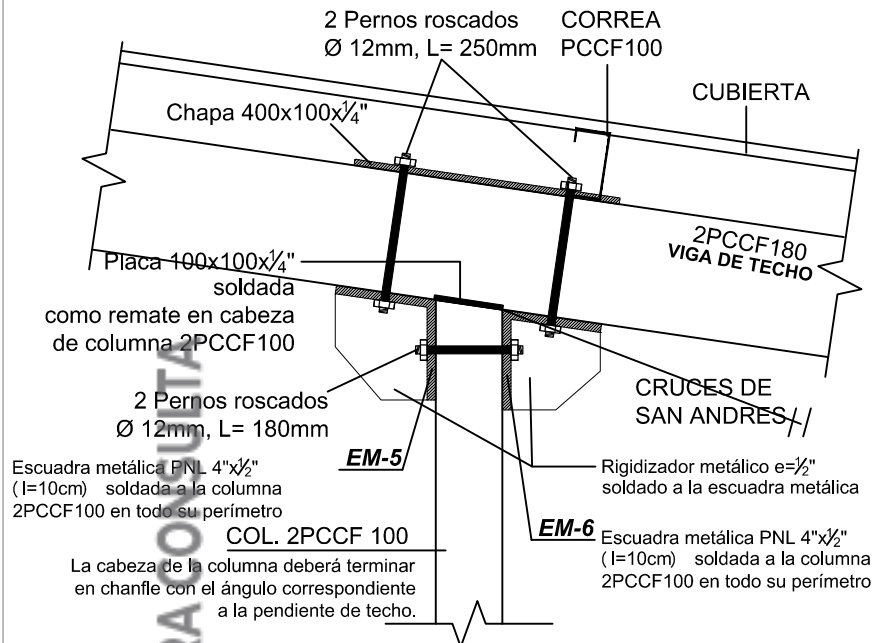 2 Pernos roscados
Ø 12mm, L= 250mm
CORREA
PCCF100
CUBIERTA
Chapa 400x100x1/4"
2PCCF180
VIGA DE TECHO
Placa 100x100x1/4"
soldada
como remate en cabeza
de columna 2PCCF100
2 Pernos roscados
Ø 12mm, L= 180mm
CRUCES DE
SAN ANDRES
Escuadra metálica PNL 4"x1/2"
(l=10cm) soldada a la columna
2PCCF100 en todo su perímetro
EM-5
Rigidizador metálico e=1/2"
soldado a la escuadra metálica
COL. 2PCCF 100
La cabeza de la columna deberá terminar
en chanfle con el ángulo correspondiente
a la pendiente de techo.
EM-6
Escuadra metálica PNL 4"x1/2"
(l=10cm) soldada a la columna
2PCCF100 en todo su perímetro
RA CONSULTA